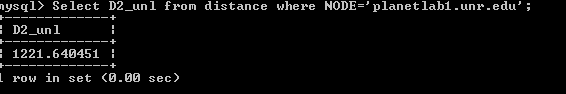 mysql> Select D2_unl from distance where NODE='planetlab1.unr.edu';
+-------------+
| D2_unl      |
+-------------+
| 1221.640451 |
+-------------+
1 row in set (0.00 sec)